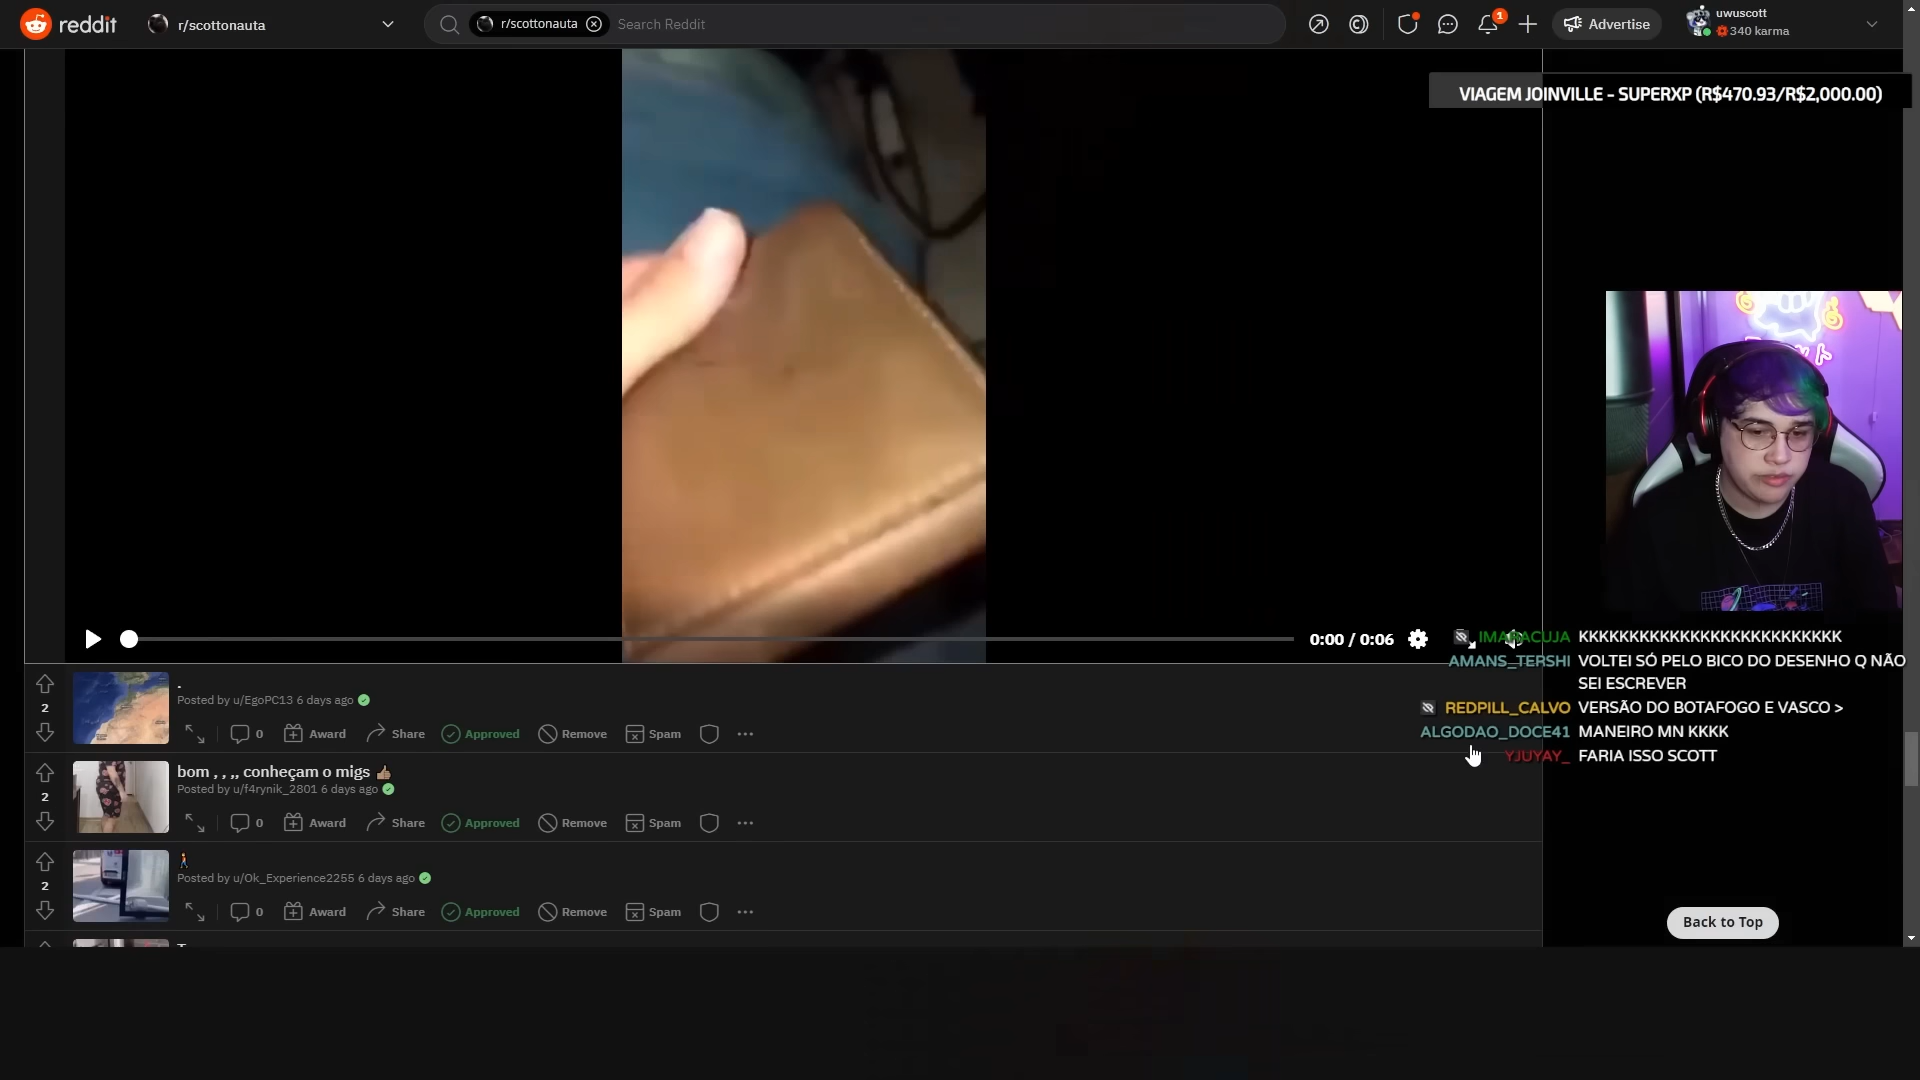 reddit
r/scottonauta
r/scottonauta
Search Reddit
1
Advertise
uwuscott
340 karma
VIAGEM JOINVILLE - SUPERXP (R$470.93/R$2,000.00)
0:00 / 0:06
IMARACUJA KKKKKKKKKKKKKKKKKKKKKKKKKK
AMANS_TERSHI VOLTEI SÓ PELO BICO DO DESENHO Q NÃO
SEI ESCREVER
REDPILL_CALVO VERSÃO DO BOTAFOGO E VASCO >
ALGODAO_DOCE41 MANEIRO MN KKKK
YJUYAY_ FARIA ISSO SCOTT
.
Posted by u/EgoPC13 6 days ago
2
0 Award Share Approved Remove Spam
bom , , ,, conheçam o migs 👍🏽
Posted by u/f4rynik_2801 6 days ago
2
0 Award Share Approved Remove Spam
🚶
Posted by u/Ok_Experience2255 6 days ago
2
0 Award Share Approved Remove Spam
Back to Top